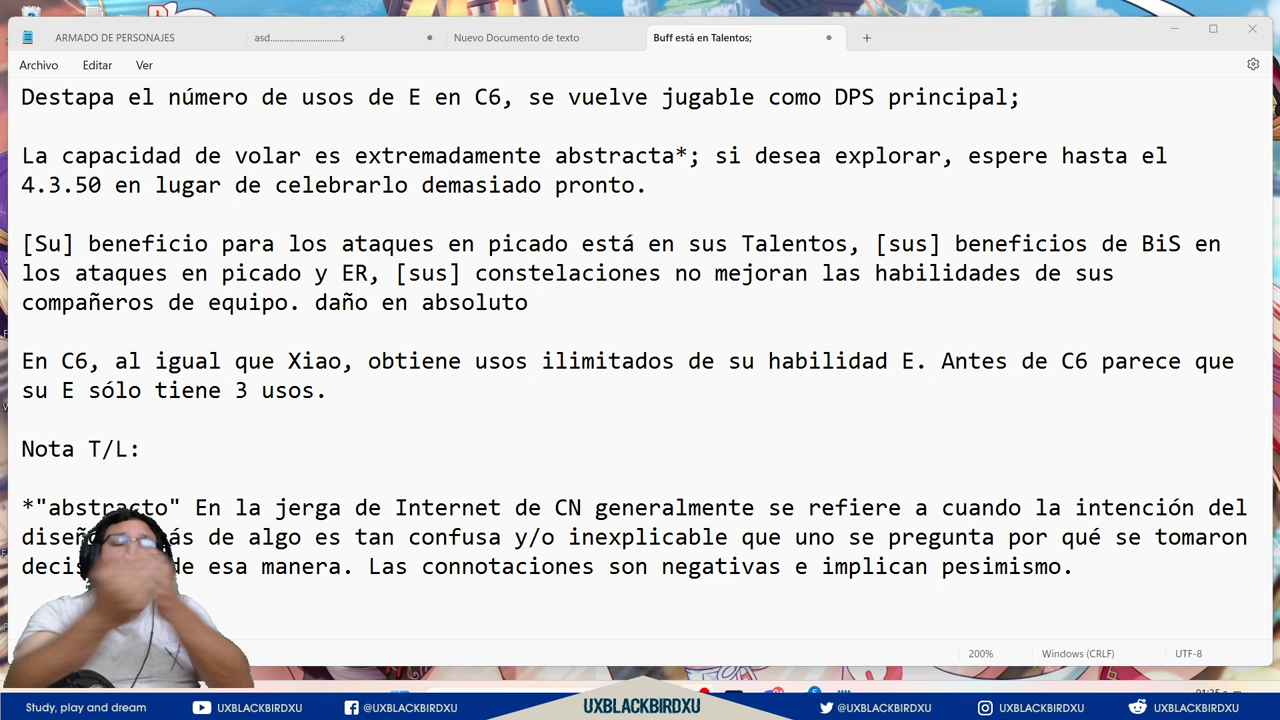 ARMADO DE PERSONAJES
asd..............................s
Nuevo Documento de texto
Buff está en Talentos;
Archivo Editar Ver
Destapa el número de usos de E en C6, se vuelve jugable como DPS principal;
La capacidad de volar es extremadamente abstracta*; si desea explorar, espere hasta el
4.3.50 en lugar de celebrarlo demasiado pronto.
[Su] beneficio para los ataques en picado está en sus Talentos, [sus] beneficios de BiS en
los ataques en picado y ER, [sus] constelaciones no mejoran las habilidades de sus
compañeros de equipo. daño en absoluto
En C6, al igual que Xiao, obtiene usos ilimitados de su habilidad E. Antes de C6 parece que
su E sólo tiene 3 usos.
Nota T/L:
*"abstracto" En la jerga de Internet de CN generalmente se refiere a cuando la intención del
de algo es tan confusa y/o inexplicable que uno se pregunta por qué se tomaron
de esa manera. Las connotaciones son negativas e implican pesimismo.
200% Windows (CRLF) UTF-8
Study, play and dream UXBLACKBIRDXU @UXBLACKBIRDXU UXBLACKBIRDXU @UXBLACKBIRDXU UXBLACKBIRDXU UXBLACKBIRDXU